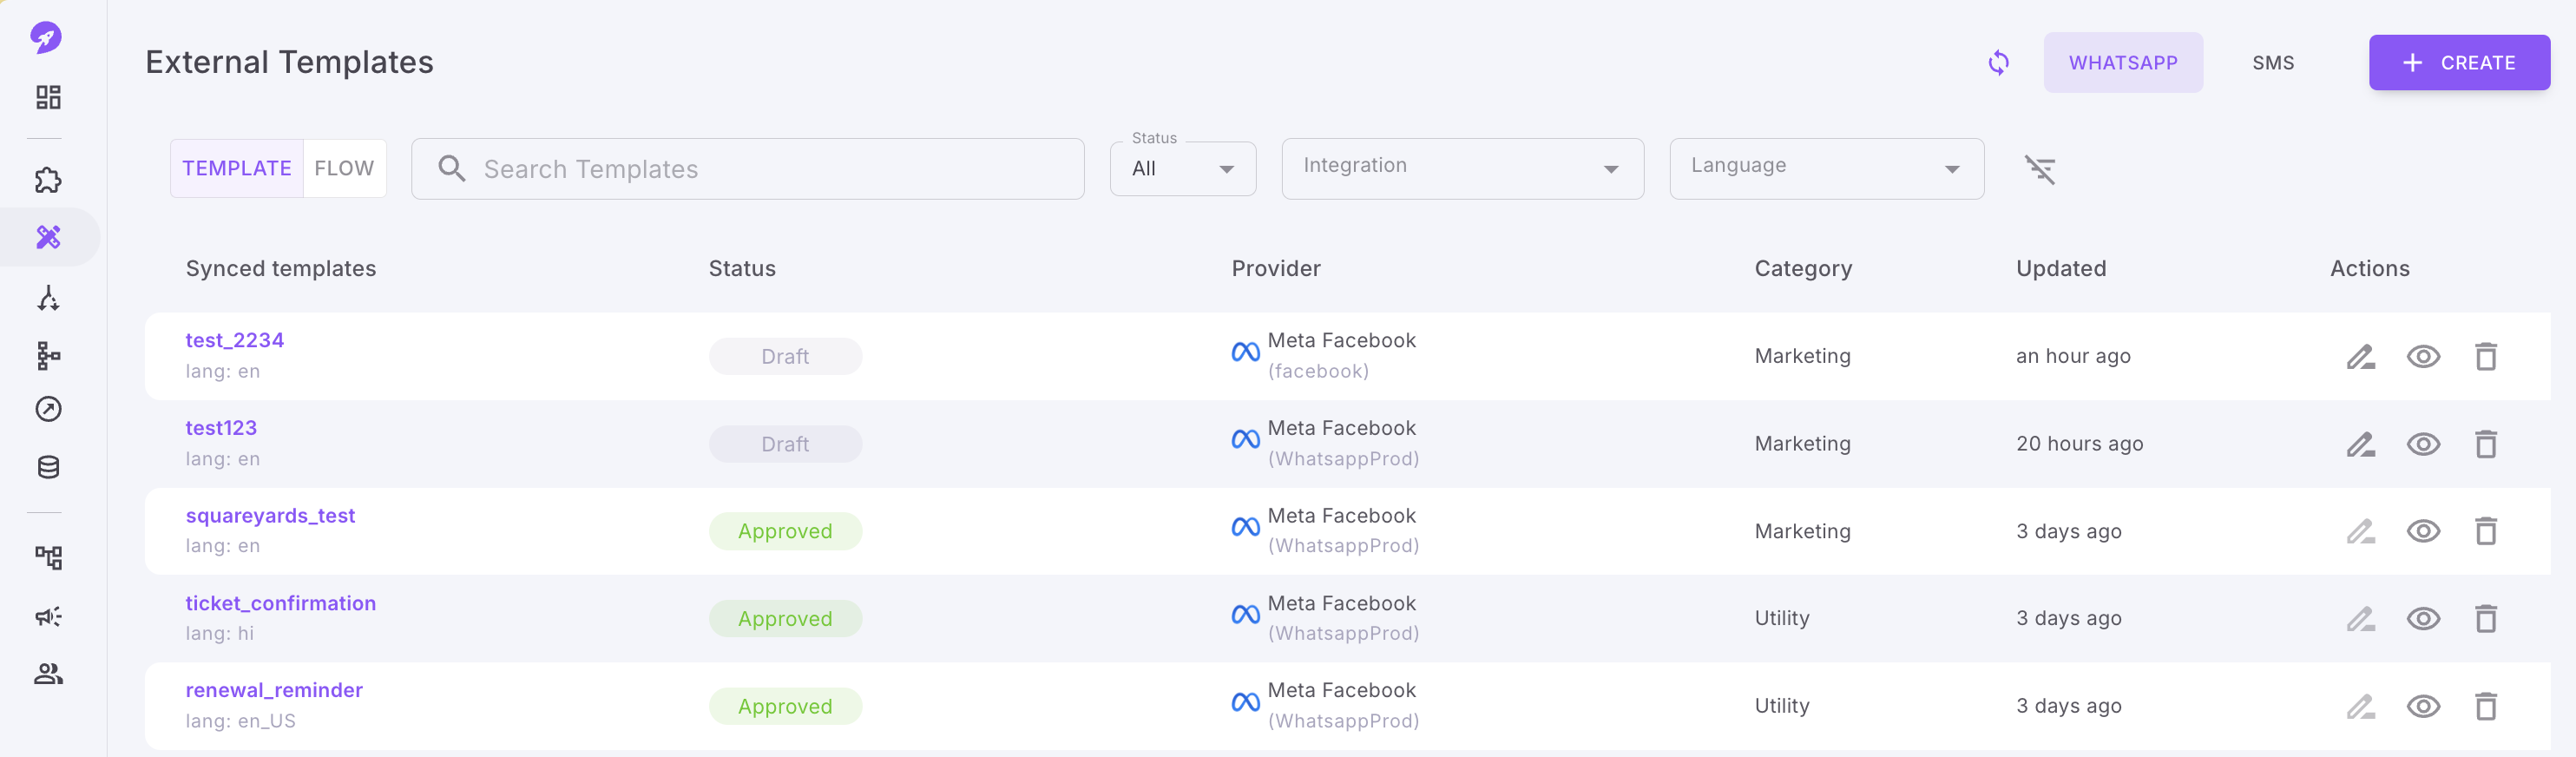 External Templates
WHATSAPP
SMS
+ CREATE
TEMPLATE
FLOW
Search Templates
Status
All
Integration
Language
Synced templates
Status
Provider
Category
Updated
Actions
test_2234
lang: en
Draft
Meta Facebook
(facebook)
Marketing
an hour ago
test123
lang: en
Draft
Meta Facebook
(WhatsappProd)
Marketing
20 hours ago
squareyards_test
lang: en
Approved
Meta Facebook
(WhatsappProd)
Marketing
3 days ago
ticket_confirmation
lang: hi
Approved
Meta Facebook
(WhatsappProd)
Utility
3 days ago
renewal_reminder
lang: en_US
Approved
Meta Facebook
(WhatsappProd)
Utility
3 days ago